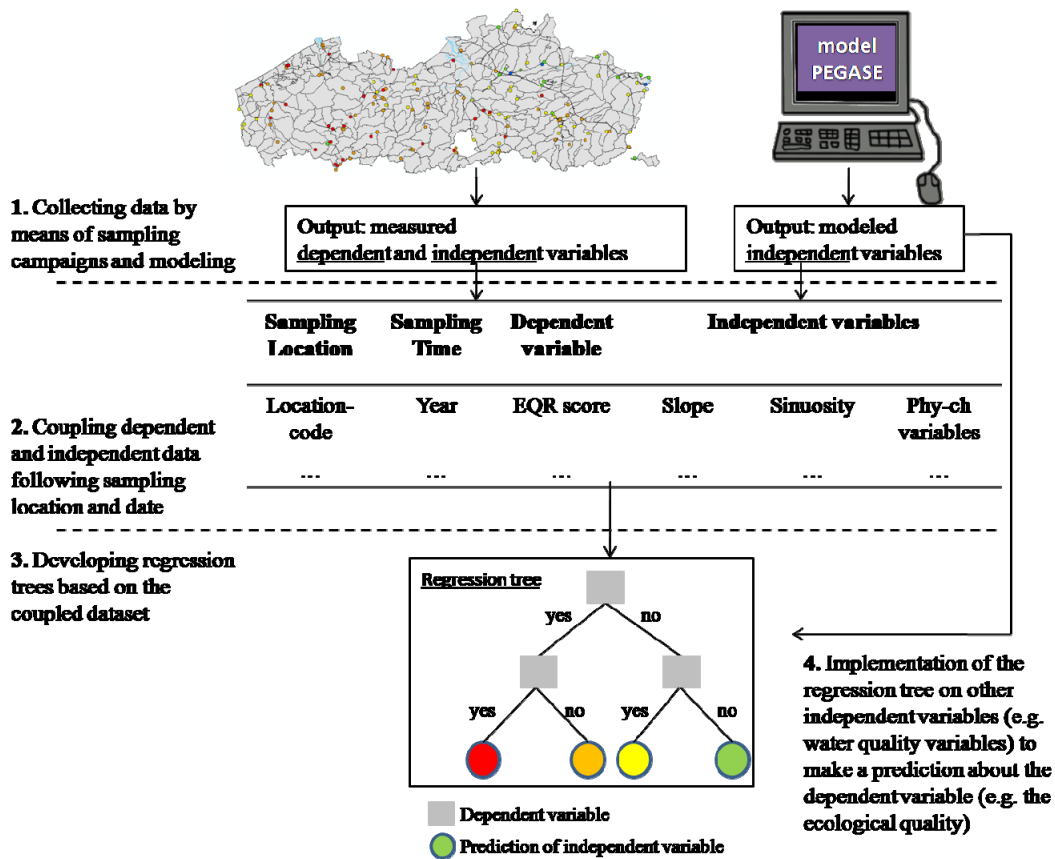 model
PEGASE
1. Collecting data by
means of sampling
campaigns and modeling
Output: measured
dependent and independent variables
Output: modeled
independent variables
Sampling
Location
Sampling
Time
Dependent
variable
Independent variables
Location-
code
Year
EQR score
Slope
Sinuosity
Phy-ch
variables
2. Coupling dependent
and independent data
following sampling
location and date
---
---
---
---
---
---
3. Developing regression
trees based on the
coupled dataset
Regression tree
yes
no
yes
no
yes
no
4. Implementation of the
regression tree on other
independent variables (e.g.
water quality variables) to
make a prediction about the
dependent variable (e.g. the
ecological quality)
Dependent variable
Prediction of independent variable